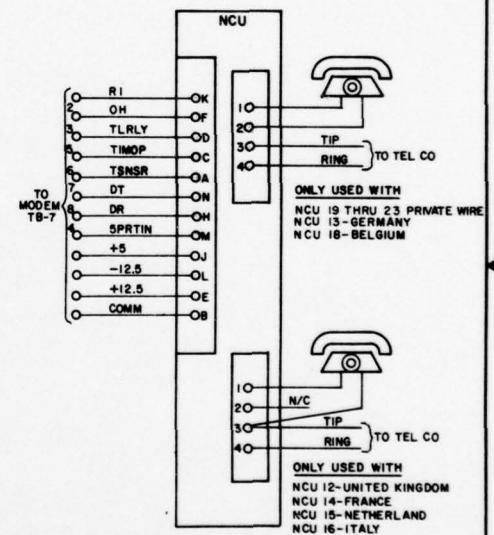 NCU
RI K
2 OH F
3 TLRLY D
5 TIMOP C
6 TSNSR A
7 DT N
8 DR H
4 5PRTIN M
+5 J
-12.5 L
+12.5 E
COMM B
TO
MODEM
TB-7
1
2
3 TIP
4 RING
TO TEL CO
ONLY USED WITH
NCU 19 THRU 23 PRIVATE WIRE
NCU 13-GERMANY
NCU 18-BELGIUM
1
2 N/C
3 TIP
4 RING
TO TEL CO
ONLY USED WITH
NCU 12-UNITED KINGDOM
NCU 14-FRANCE
NCU 15-NETHERLAND
NCU 16-ITALY